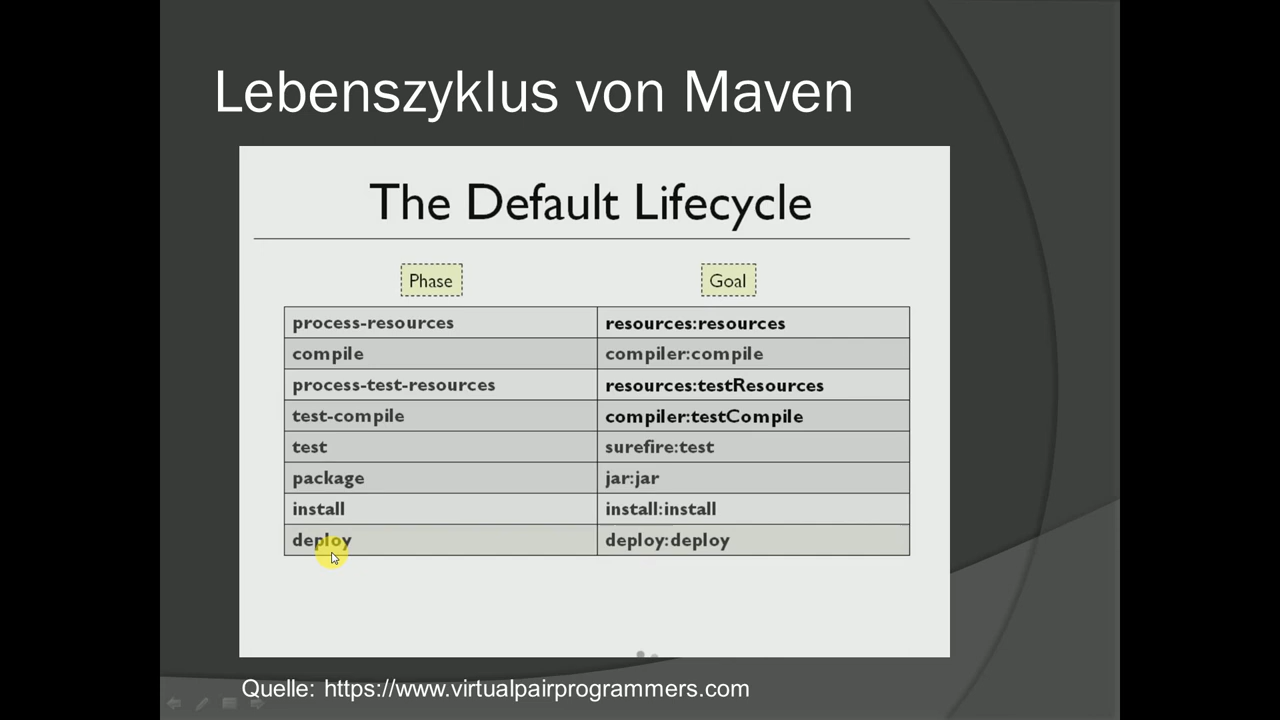 Lebenszyklus von Maven
The Default Lifecycle
Phase Goal
process-resources resources:resources
compile compiler:compile
process-test-resources resources:testResources
test-compile compiler:testCompile
test surefire:test
package jar:jar
install install:install
deploy deploy:deploy
Quelle: https://www.virtualpairprogrammers.com